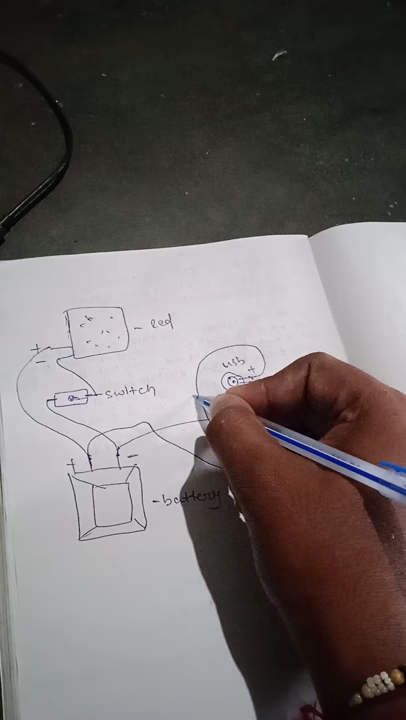 - led
+
-
usb
+
- switch
+ -
- battery